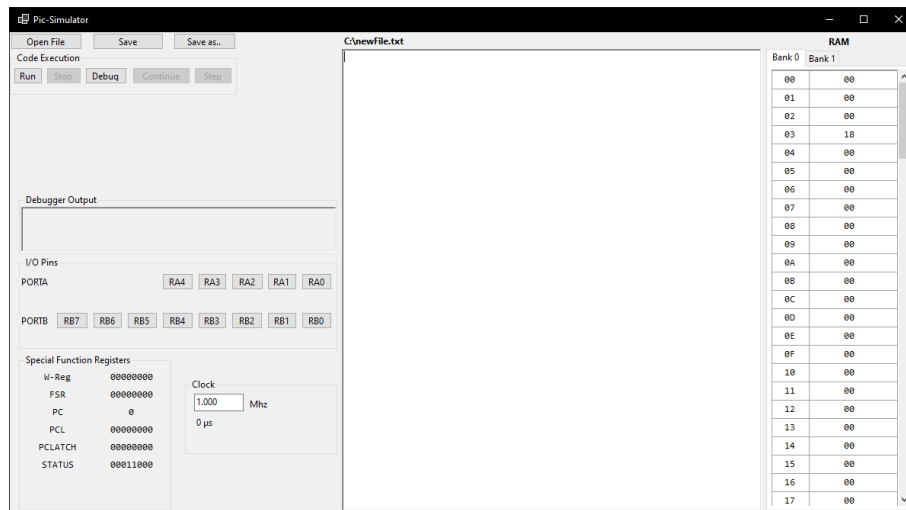 Pic-Simulator
Open File Save Save as..
C:\newFile.txt
RAM
Code Execution
Run Stop Debug Continue Step
Bank 0 Bank 1
00 00
01 00
02 00
03 18
04 00
05 00
06 00
07 00
08 00
09 00
0A 00
0B 00
0C 00
0D 00
0E 00
0F 00
10 00
11 00
12 00
13 00
14 00
15 00
16 00
17 00
Debugger Output
I/O Pins
PORTA RA4 RA3 RA2 RA1 RA0
PORTB RB7 RB6 RB5 RB4 RB3 RB2 RB1 RB0
Special Function Registers
W-Reg 00000000
FSR 00000000
PC 0
PCL 00000000
PCLATCH 00000000
STATUS 00011000
Clock
1.000 Mhz
0 µs